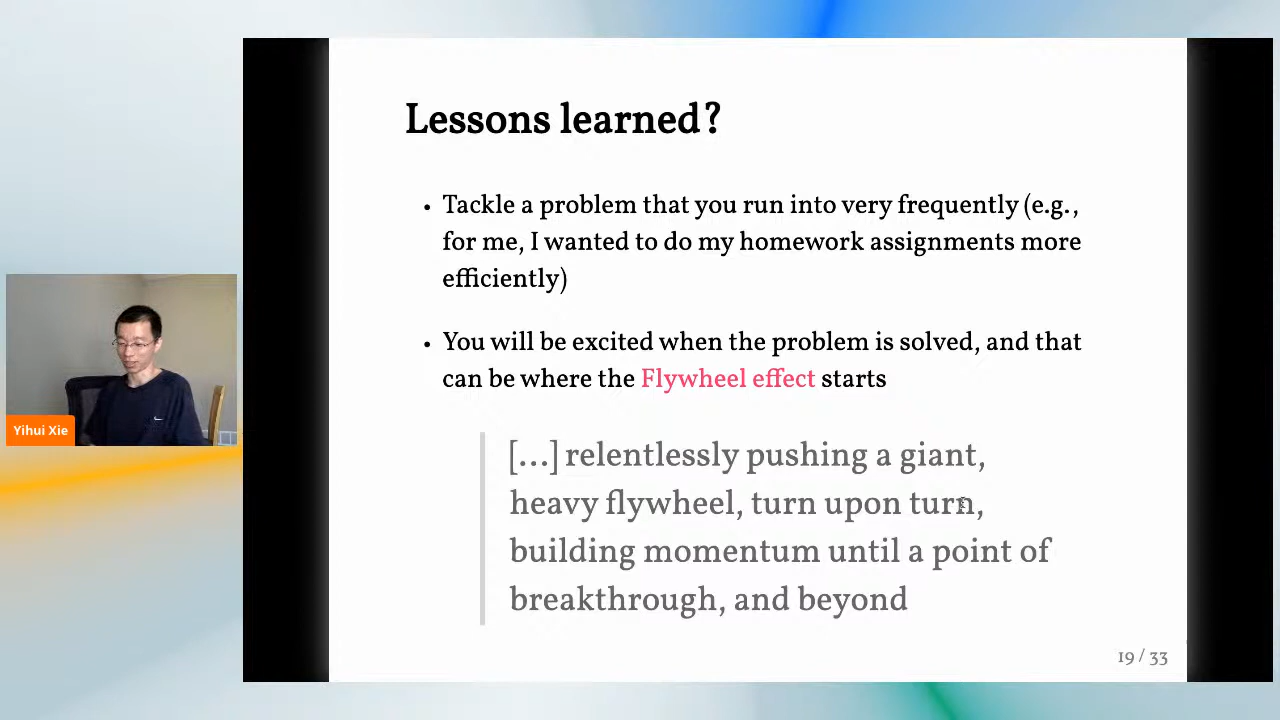 Lessons learned?
• Tackle a problem that you run into very frequently (e.g.,
for me, I wanted to do my homework assignments more
efficiently)
• You will be excited when the problem is solved, and that
can be where the Flywheel effect starts
[...] relentlessly pushing a giant,
heavy flywheel, turn upon turn,
building momentum until a point of
breakthrough, and beyond
19 / 33
Yihui Xie